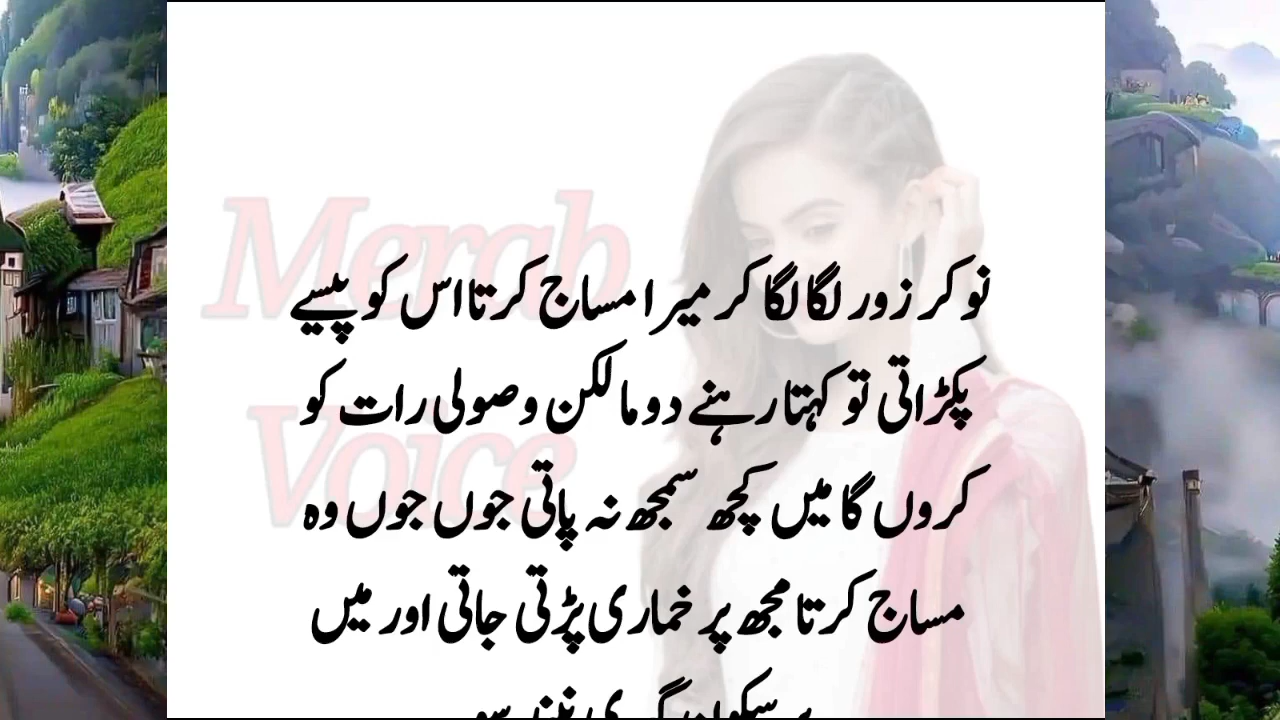 Merab
Voice
نوکر زور لگا لگا کر میرا مساج کرتا اس کو پیسے
پکڑاتی تو کہتا رہنے دو مالکن وصولی رات کو
کروں گا میں کچھ سمجھ نہ پاتی جوں جوں وہ
مساج کرتا مجھ پر خماری پڑتی جاتی اور میں